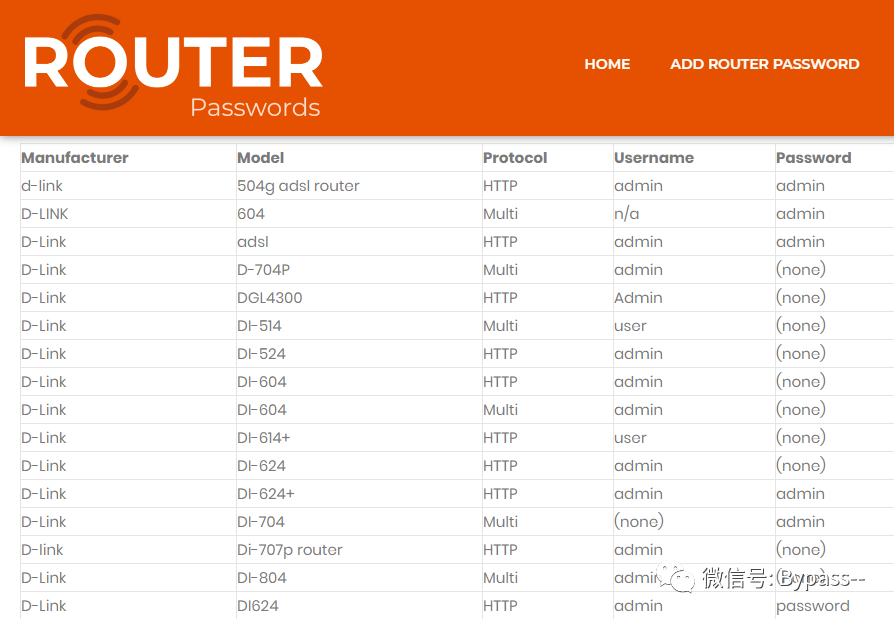 ROUTER
Passwords
HOME ADD ROUTER PASSWORD
Manufacturer Model Protocol Username Password
d-link 504g adsl router HTTP admin admin
D-LINK 604 Multi n/a admin
D-Link adsl HTTP admin admin
D-Link D-704P Multi admin (none)
D-Link DGL4300 HTTP Admin (none)
D-Link DI-514 Multi user (none)
D-Link DI-524 HTTP admin (none)
D-Link DI-604 HTTP admin (none)
D-Link DI-604 Multi admin (none)
D-Link DI-614+ HTTP user (none)
D-Link DI-624 HTTP admin (none)
D-Link DI-624+ HTTP admin admin
D-Link DI-704 Multi (none) admin
D-link Di-707p router HTTP admin (none)
D-Link DI-804 Multi admin
微信号: Bypass--
D-Link DI624 HTTP admin password